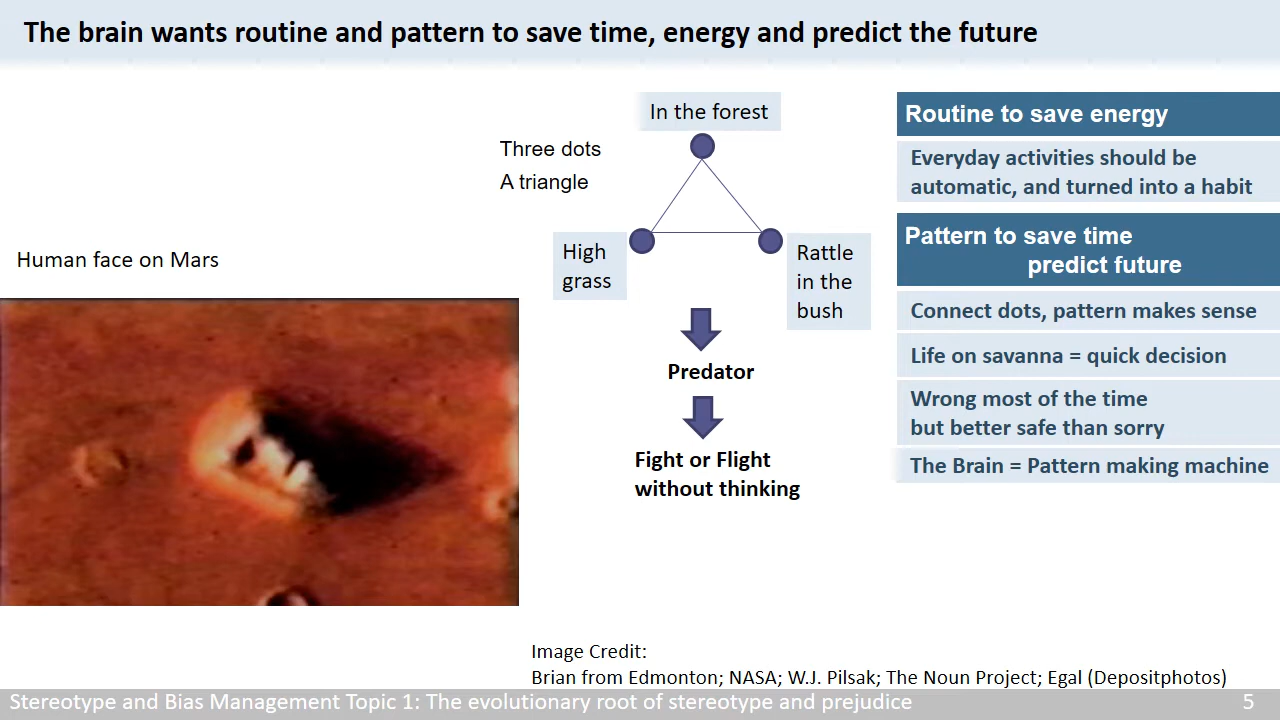 The brain wants routine and pattern to save time, energy and predict the future
In the forest
Three dots
A triangle
High
grass
Rattle
in the
bush
Predator
Fight or Flight
without thinking
Human face on Mars
Routine to save energy
Everyday activities should be
automatic, and turned into a habit
Pattern to save time
predict future
Connect dots, pattern makes sense
Life on savanna = quick decision
Wrong most of the time
but better safe than sorry
The Brain = Pattern making machine
Image Credit:
Brian from Edmonton; NASA; W.J. Pilsak; The Noun Project; Egal (Depositphotos)
Stereotype and Bias Management Topic 1: The evolutionary root of stereotype and prejudice
5